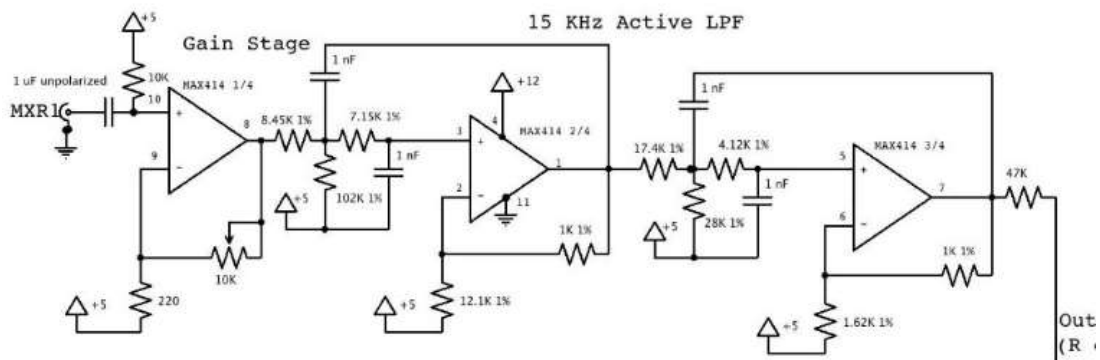 15 KHz Active LPF
Gain Stage
+5
10K
1 uF unpolarized
MXR1
10
+
MAX414 1/4
8
9
−
10K
220
+5
8.45K 1%
7.15K 1%
1 nF
1 nF
102K 1%
+5
+12
4
3
+
MAX414 2/4
1
2
−
11
1K 1%
12.1K 1%
+5
17.4K 1%
4.12K 1%
1 nF
1 nF
28K 1%
+5
MAX414 3/4
5
+
7
6
−
47K
1K 1%
1.62K 1%
+5
Out
(R